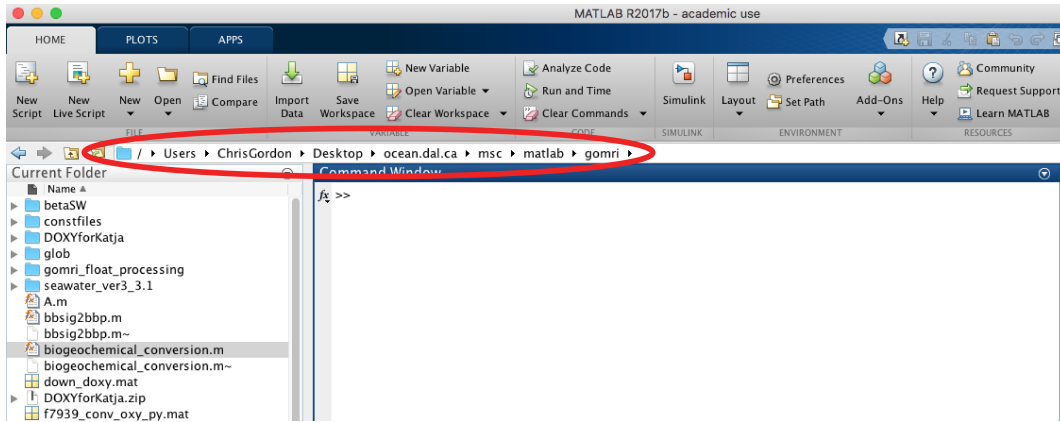 MATLAB R2017b - academic use
HOME PLOTS APPS
New Script
New Live Script
New
Open
Find Files
Compare
FILE
Import Data
Save Workspace
New Variable
Open Variable
Clear Workspace
VARIABLE
Analyze Code
Run and Time
Clear Commands
CODE
Simulink
SIMULINK
Layout
Preferences
Set Path
Add-Ons
ENVIRONMENT
Help
Community
Request Support
Learn MATLAB
RESOURCES
/ Users ChrisGordon Desktop ocean.dal.ca msc matlab gomri
Current Folder
Name
betaSW
constfiles
DOXYforKatja
glob
gomri_float_processing
seawater_ver3_3.1
A.m
bbsig2bbp.m
bbsig2bbp.m~
biogeochemical_conversion.m
biogeochemical_conversion.m~
down_doxy.mat
DOXYforKatja.zip
f7939_conv_oxy_py.mat
Command Window
fx >>